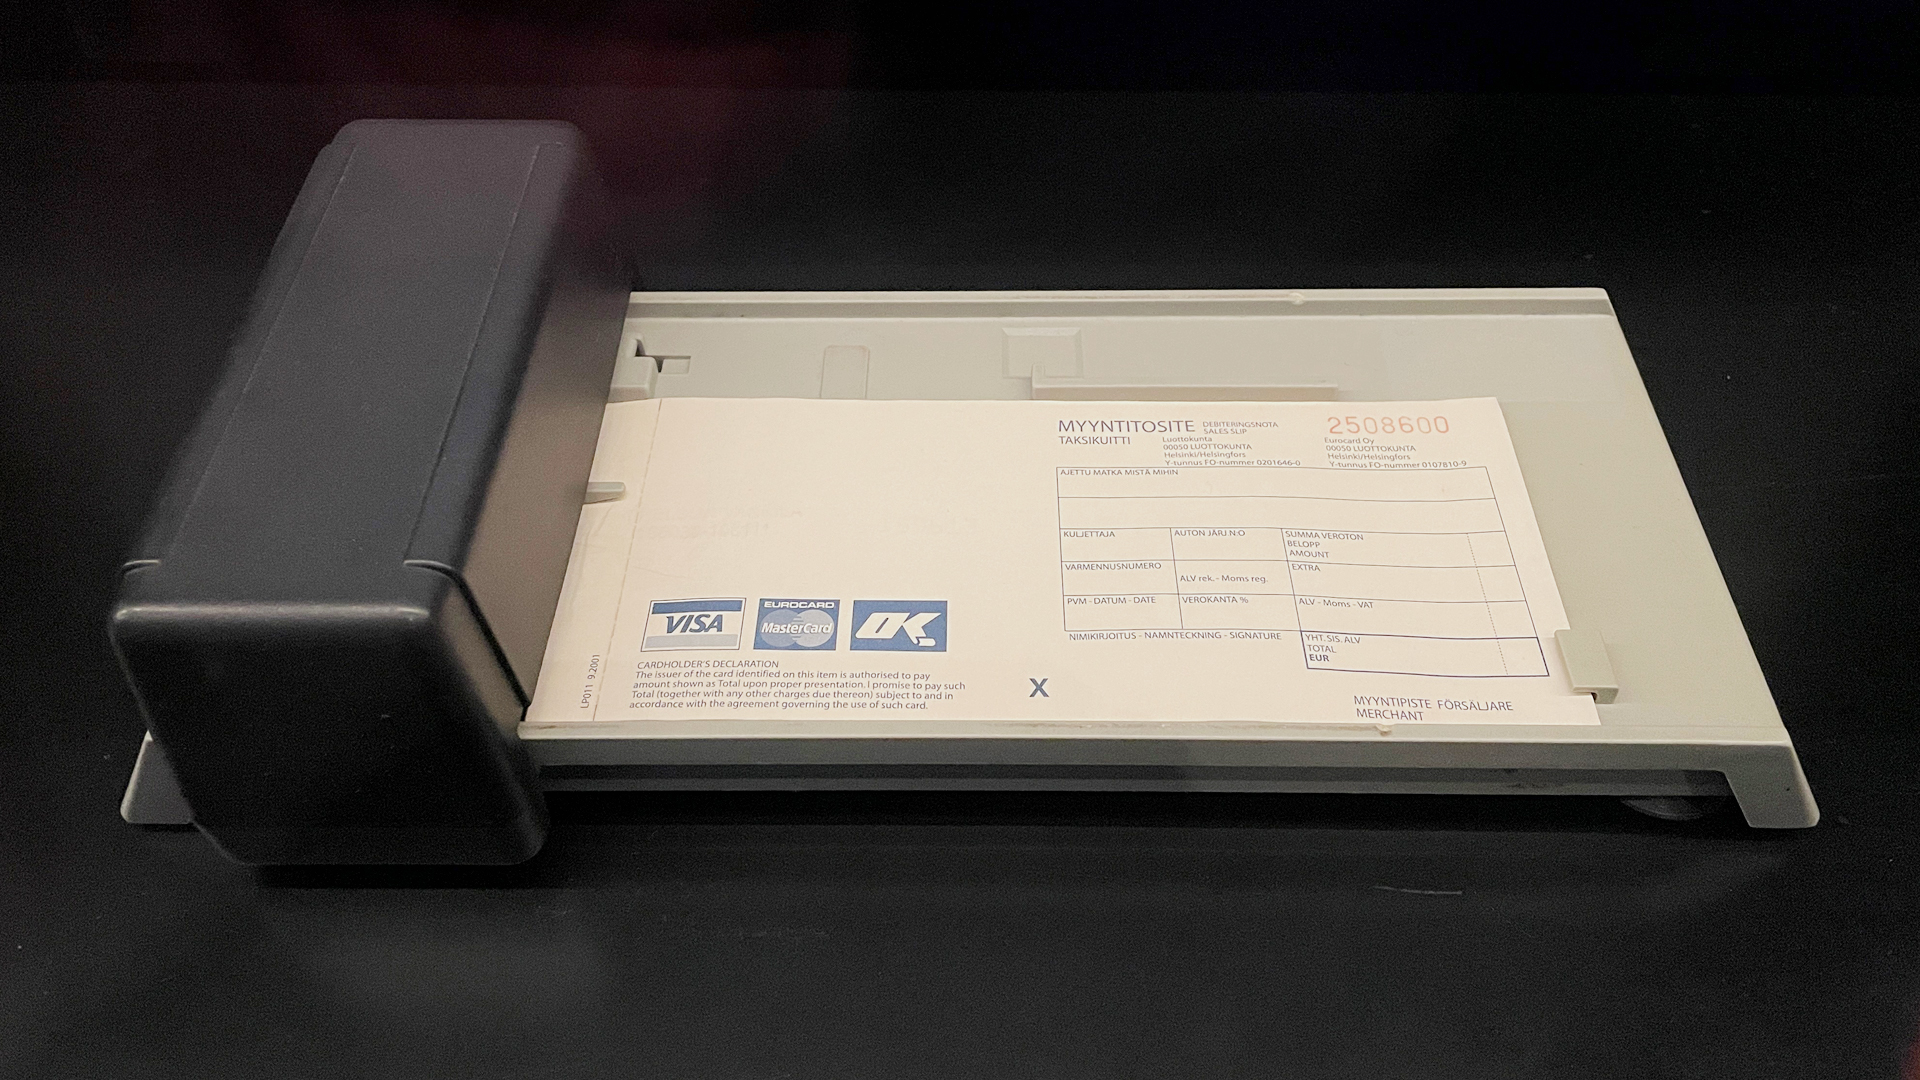 MYYNTITOSITE DEBITERINGSNOTA
SALES SLIP
TAKSIKUITTI
2508600
Luottokunta
00050 LUOTTOKUNTA
Helsinki/Helsingfors
Y-tunnus FO-nummer 0201646-0
Eurocard Oy
00050 LUOTTOKUNTA
Helsinki/Helsingfors
Y-tunnus FO-nummer 0107810-9
AJETTU MATKA MISTÄ MIHIN
KULJETTAJA
AUTON JÄRJ.N:O
SUMMA VEROTON
BELOPP
AMOUNT
VARMENNUSNUMERO
ALV rek. - Moms reg.
EXTRA
PVM - DATUM - DATE
VEROKANTA %
ALV - Moms - VAT
NIMIKIRJOITUS - NAMNTECKNING - SIGNATURE
YHT. SIS. ALV
TOTAL
EUR
VISA
EUROCARD
MasterCard
OK
CARDHOLDER'S DECLARATION
The issuer of the card identified on this item is authorised to pay
amount shown as Total upon proper presentation. I promise to pay such
Total (together with any other charges due thereon) subject to and in
accordance with the agreement governing the use of such card.
X
MYYNTIPISTE FÖRSÄLJARE
MERCHANT
LP011 9.2001